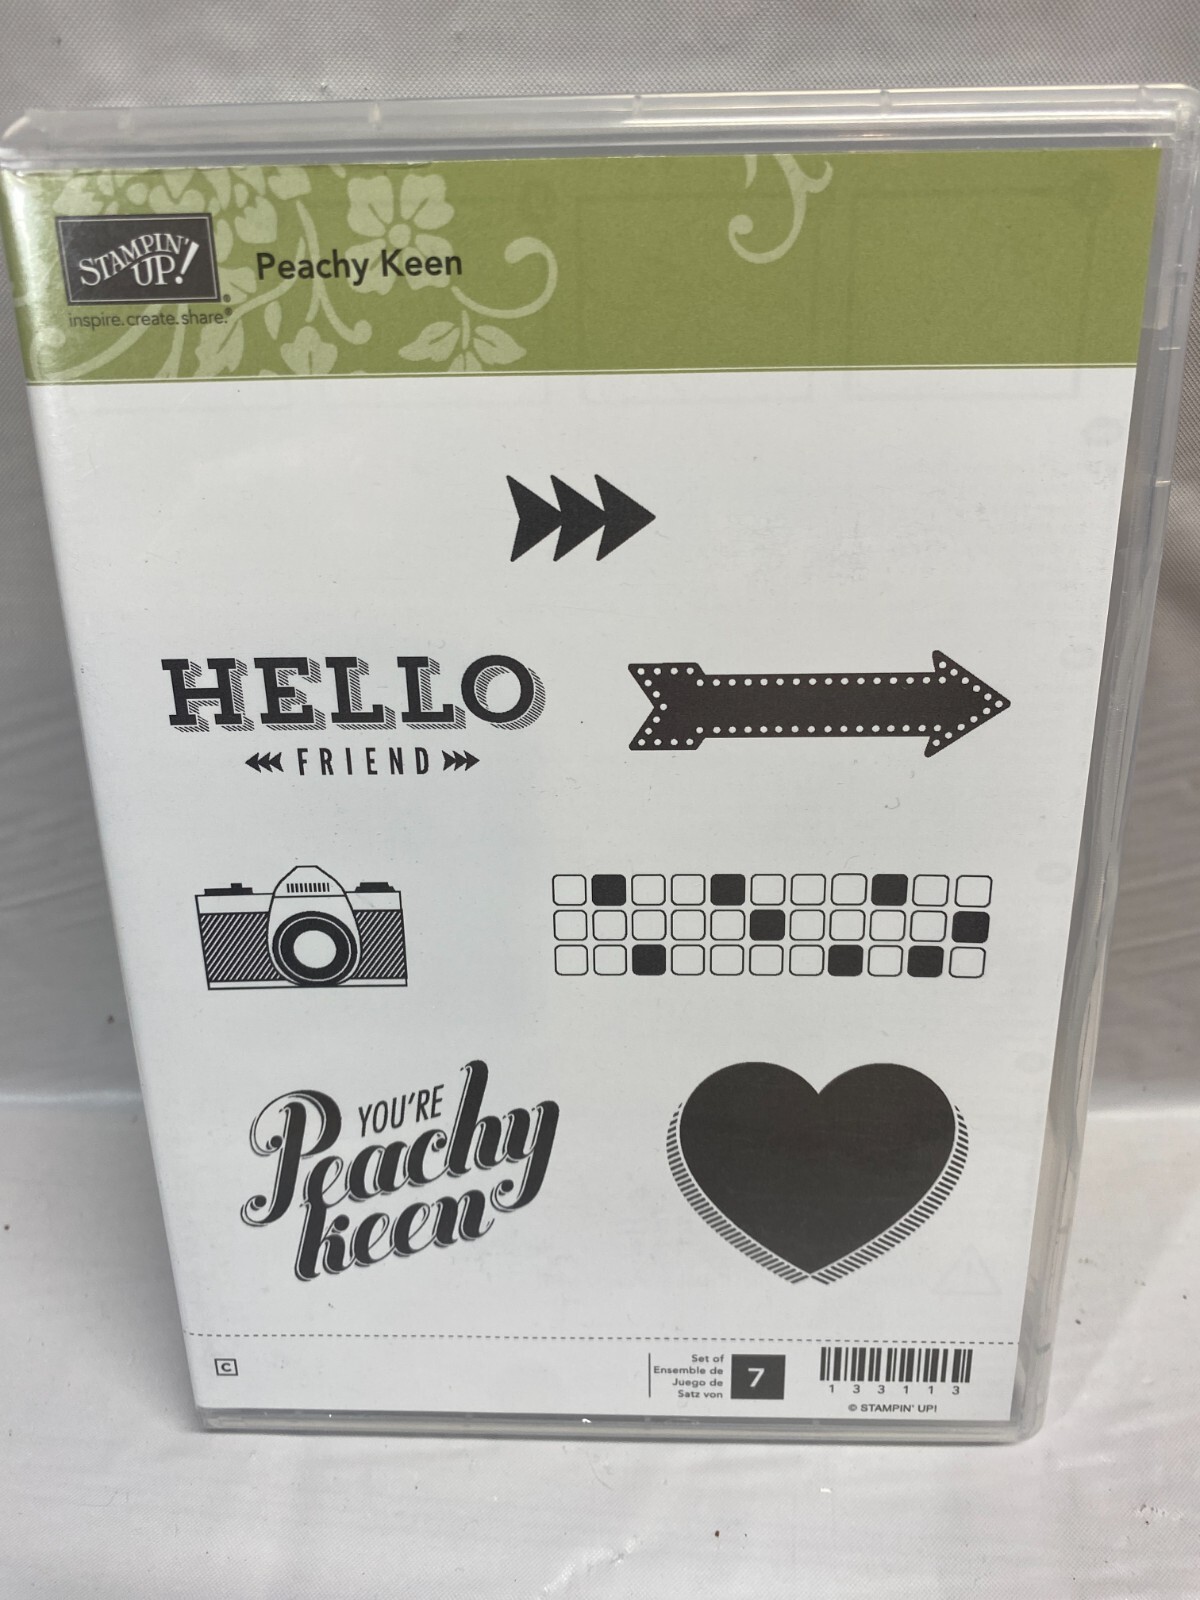 STAMPIN'
UP!®
inspire.create.share.®
Peachy Keen
HELLO
FRIEND
YOU'RE
Peachy
keen
C
Set of
Ensemble de
Juego de
Satz von
7
133113
© STAMPIN' UP!